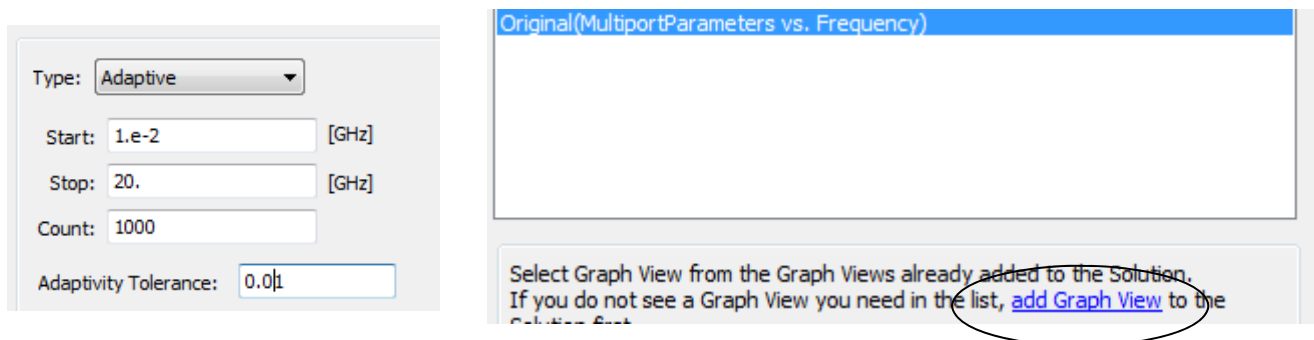 Type: Adaptive
Start: 1.e-2 [GHz]
Stop: 20. [GHz]
Count: 1000
Adaptivity Tolerance: 0.01
Original(MultiportParameters vs. Frequency)
Select Graph View from the Graph Views already added to the Solution.
If you do not see a Graph View you need in the list, add Graph View to the